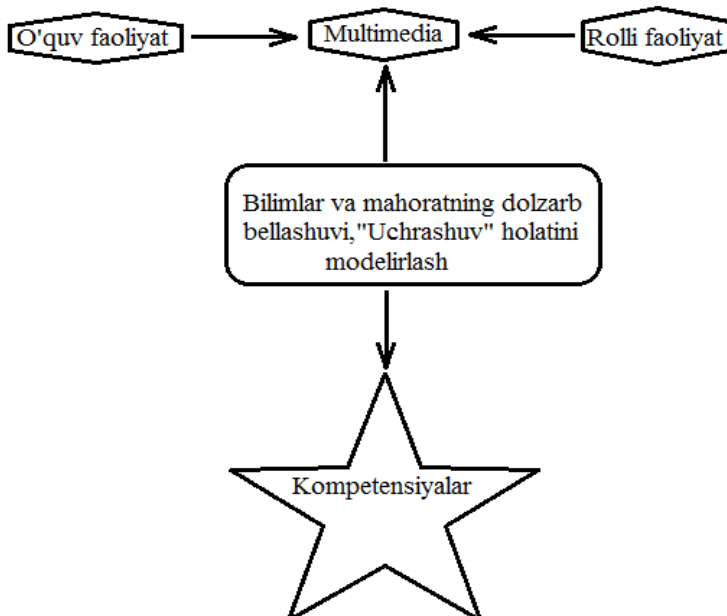 O'quv faoliyat
Multimedia
Rolli faoliyat
Bilimlar va mahoratning dolzarb
bellashuvi,"Uchrashuv" holatini
modelirlash
Kompetensiyalar